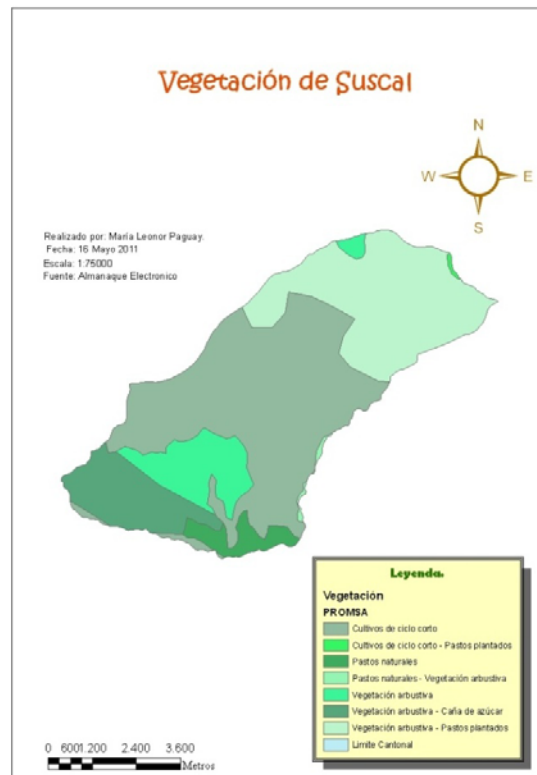 Vegetación de Suscal
N
W
E
S
Realizado por: María Leonor Paguay.
Fecha: 16 Mayo 2011
Escala: 1:75000
Fuente: Almanaque Electronico
Leyenda.
Vegetación
PROMSA
Cultivos de ciclo corto
Cultivos de ciclo corto - Pastos plantados
Pastos naturales
Pastos naturales - Vegetación arbustiva
Vegetación arbustiva
Vegetación arbustiva - Caña de azúcar
Vegetación arbustiva - Pastos plantados
Limite Cantonal
0 6001.200 2.400 3.600
Metros